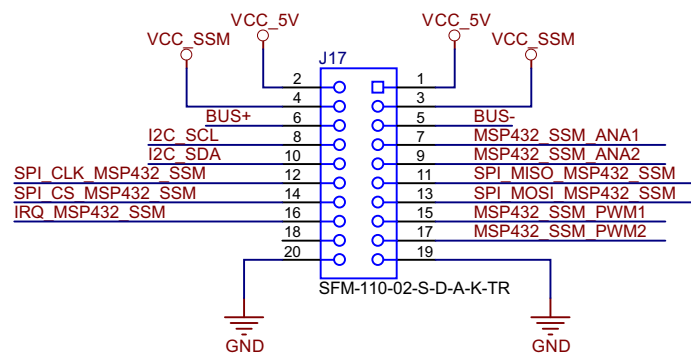 VCC_5V VCC_5V
VCC_SSM VCC_SSM
J17
2 1
4 3
BUS+ 6 5 BUS-
I2C_SCL 8 7 MSP432_SSM_ANA1
I2C_SDA 10 9 MSP432_SSM_ANA2
SPI_CLK_MSP432_SSM 12 11 SPI_MISO_MSP432_SSM
SPI_CS_MSP432_SSM 14 13 SPI_MOSI_MSP432_SSM
IRQ_MSP432_SSM 16 15 MSP432_SSM_PWM1
18 17 MSP432_SSM_PWM2
20 19
SFM-110-02-S-D-A-K-TR
GND GND